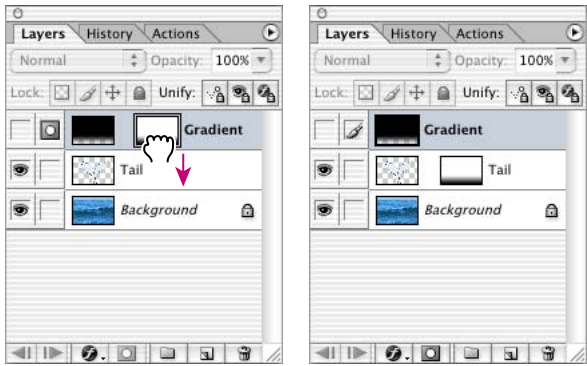 Layers History Actions
Normal Opacity: 100%
Lock: Unify:
Gradient
Tail
Background
Layers History Actions
Normal Opacity: 100%
Lock: Unify:
Gradient
Tail
Background